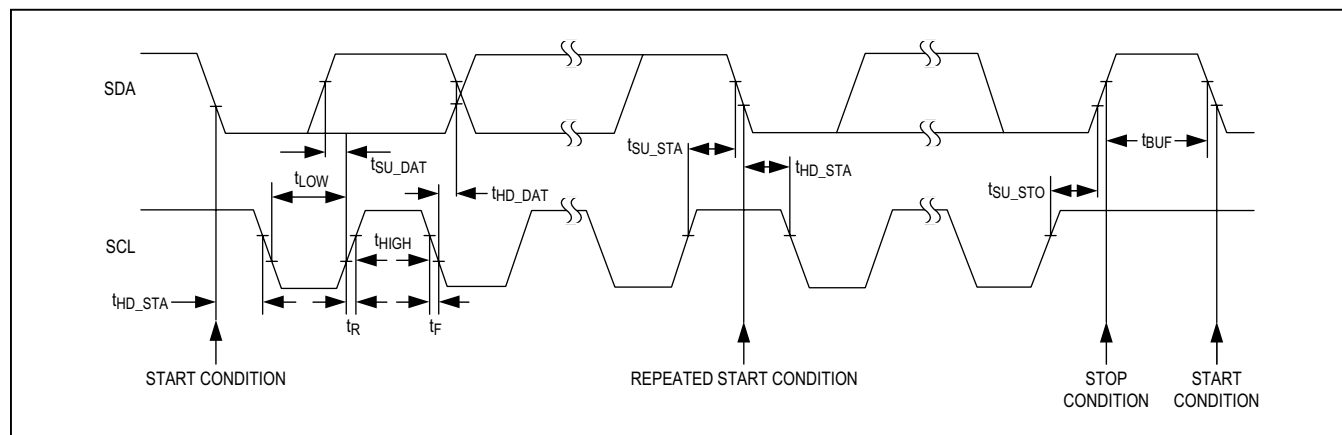 SDA
tSU_DAT
tSU_STA
tHD_STA
tBUF
tLOW
tHD_DAT
tSU_STO
SCL
tHIGH
tHD_STA
tR
tF
START CONDITION
REPEATED START CONDITION
STOP
CONDITION
START
CONDITION